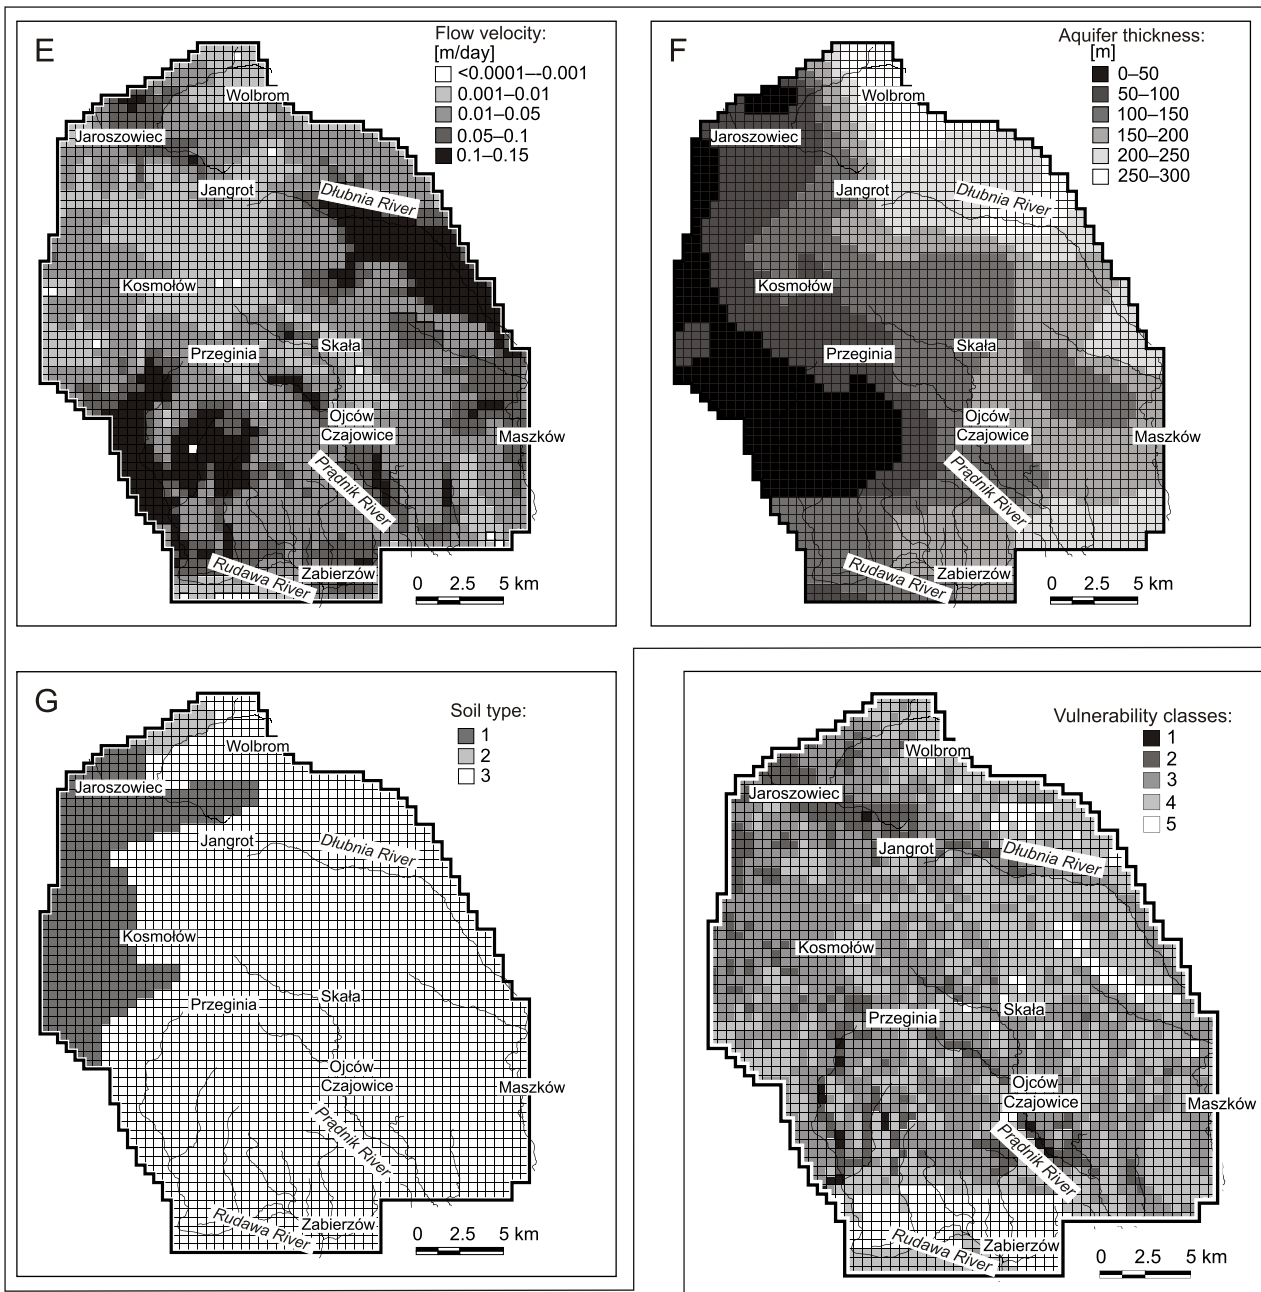 E
Flow velocity:
[m/day]
<0.0001–-0.001
0.001–0.01
0.01–0.05
0.05–0.1
0.1–0.15
Wolbrom
Jaroszowiec
Jangrot
Dłubnia River
Kosmołów
Skała
Przeginia
Ojców
Czajowice
Maszków
Prądnik River
Rudawa River
Zabierzów
0 2.5 5 km
F
Aquifer thickness:
[m]
0–50
50–100
100–150
150–200
200–250
250–300
Wolbrom
Jaroszowiec
Jangrot
Dłubnia River
Kosmołów
Skała
Przeginia
Ojców
Czajowice
Maszków
Prądnik River
Rudawa River
Zabierzów
0 2.5 5 km
G
Soil type:
1
2
3
Wolbrom
Jaroszowiec
Jangrot
Dłubnia River
Kosmołów
Skała
Przeginia
Ojców
Czajowice
Maszków
Prądnik River
Rudawa River
Zabierzów
0 2.5 5 km
Vulnerability classes:
1
2
3
4
5
Wolbrom
Jaroszowiec
Jangrot
Dłubnia River
Kosmołów
Skała
Przeginia
Ojców
Czajowice
Maszków
Prądnik River
Rudawa River
Zabierzów
0 2.5 5 km